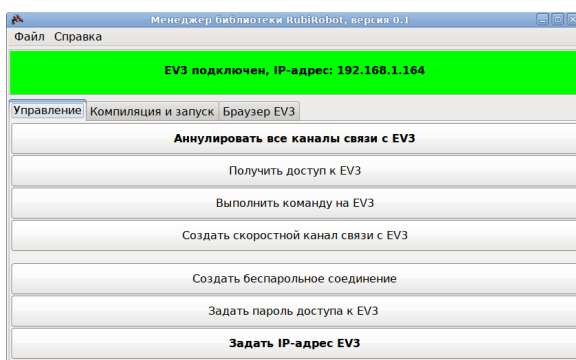 Менеджер библиотеки RubiRobot, версия 0.1
Файл Справка
EV3 подключен, IP-адрес: 192.168.1.164
Управление Компиляция и запуск Браузер EV3
Аннулировать все каналы связи с EV3
Получить доступ к EV3
Выполнить команду на EV3
Создать скоростной канал связи с EV3
Создать беспарольное соединение
Задать пароль доступа к EV3
Задать IP-адрес EV3